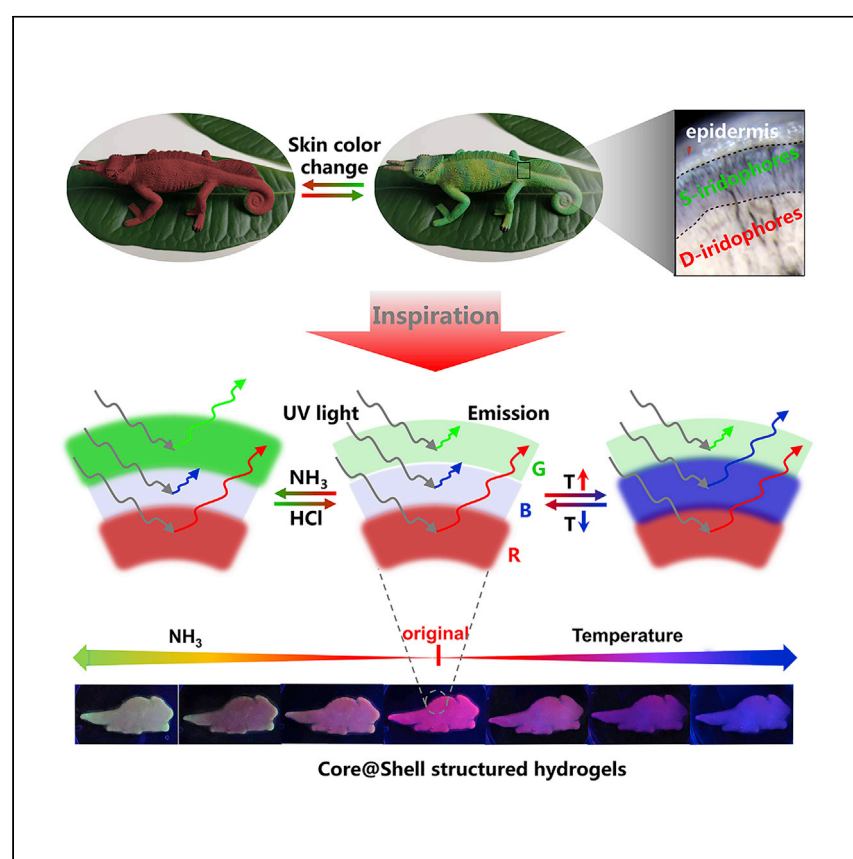 Skin color
change
epidermis
S-iridophores
D-iridophores
Inspiration
UV light
Emission
G
B
R
NH₃
HCl
T
T
NH₃
original
Temperature
Core@Shell structured hydrogels